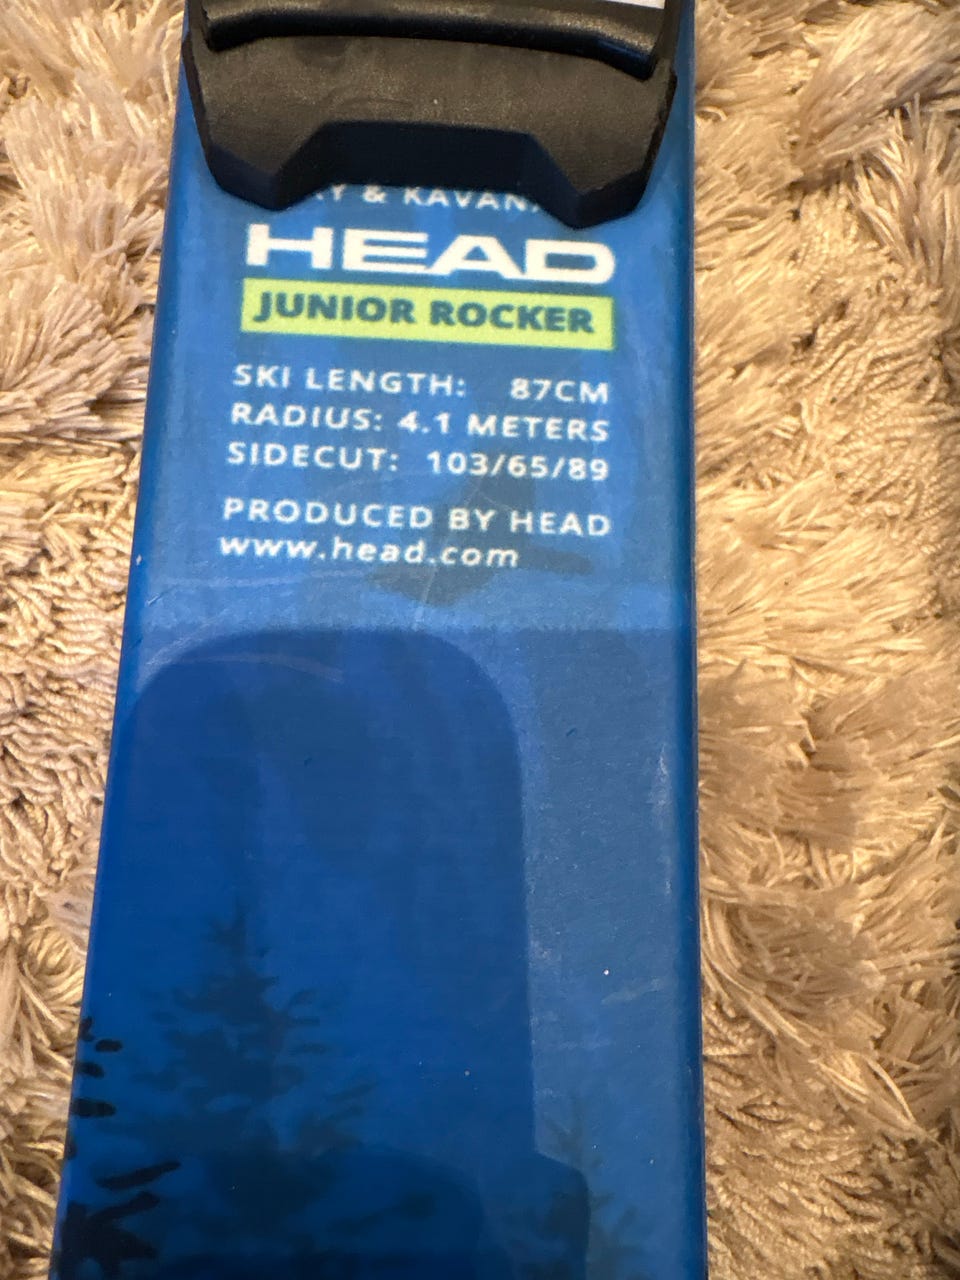 & KAVAN
HEAD
JUNIOR ROCKER
SKI LENGTH: 87CM
RADIUS: 4.1 METERS
SIDECUT: 103/65/89
PRODUCED BY HEAD
www.head.com